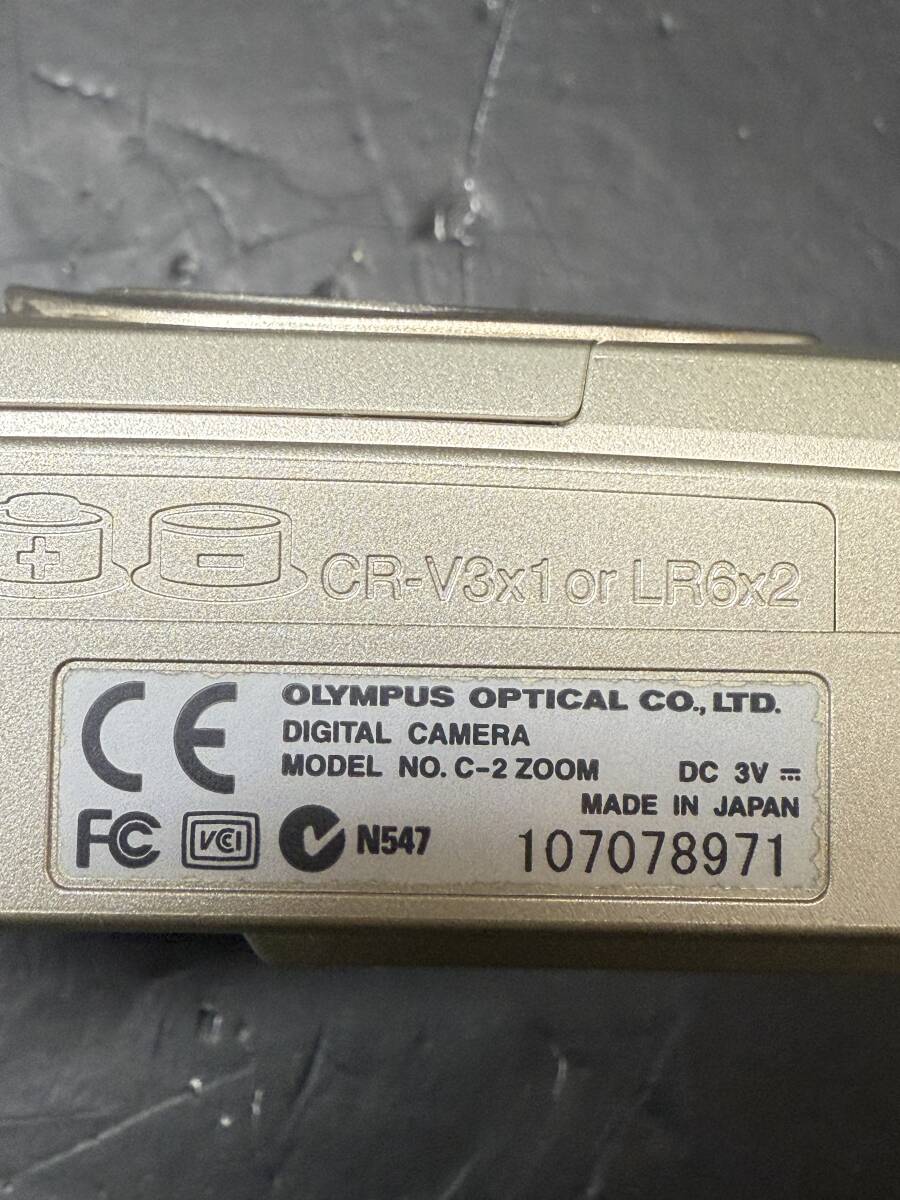 + - CR-V3x1 or LR6x2
CE OLYMPUS OPTICAL CO., LTD.
DIGITAL CAMERA
MODEL NO. C-2 ZOOM DC 3V ⎓
MADE IN JAPAN
FC VCI N547 107078971